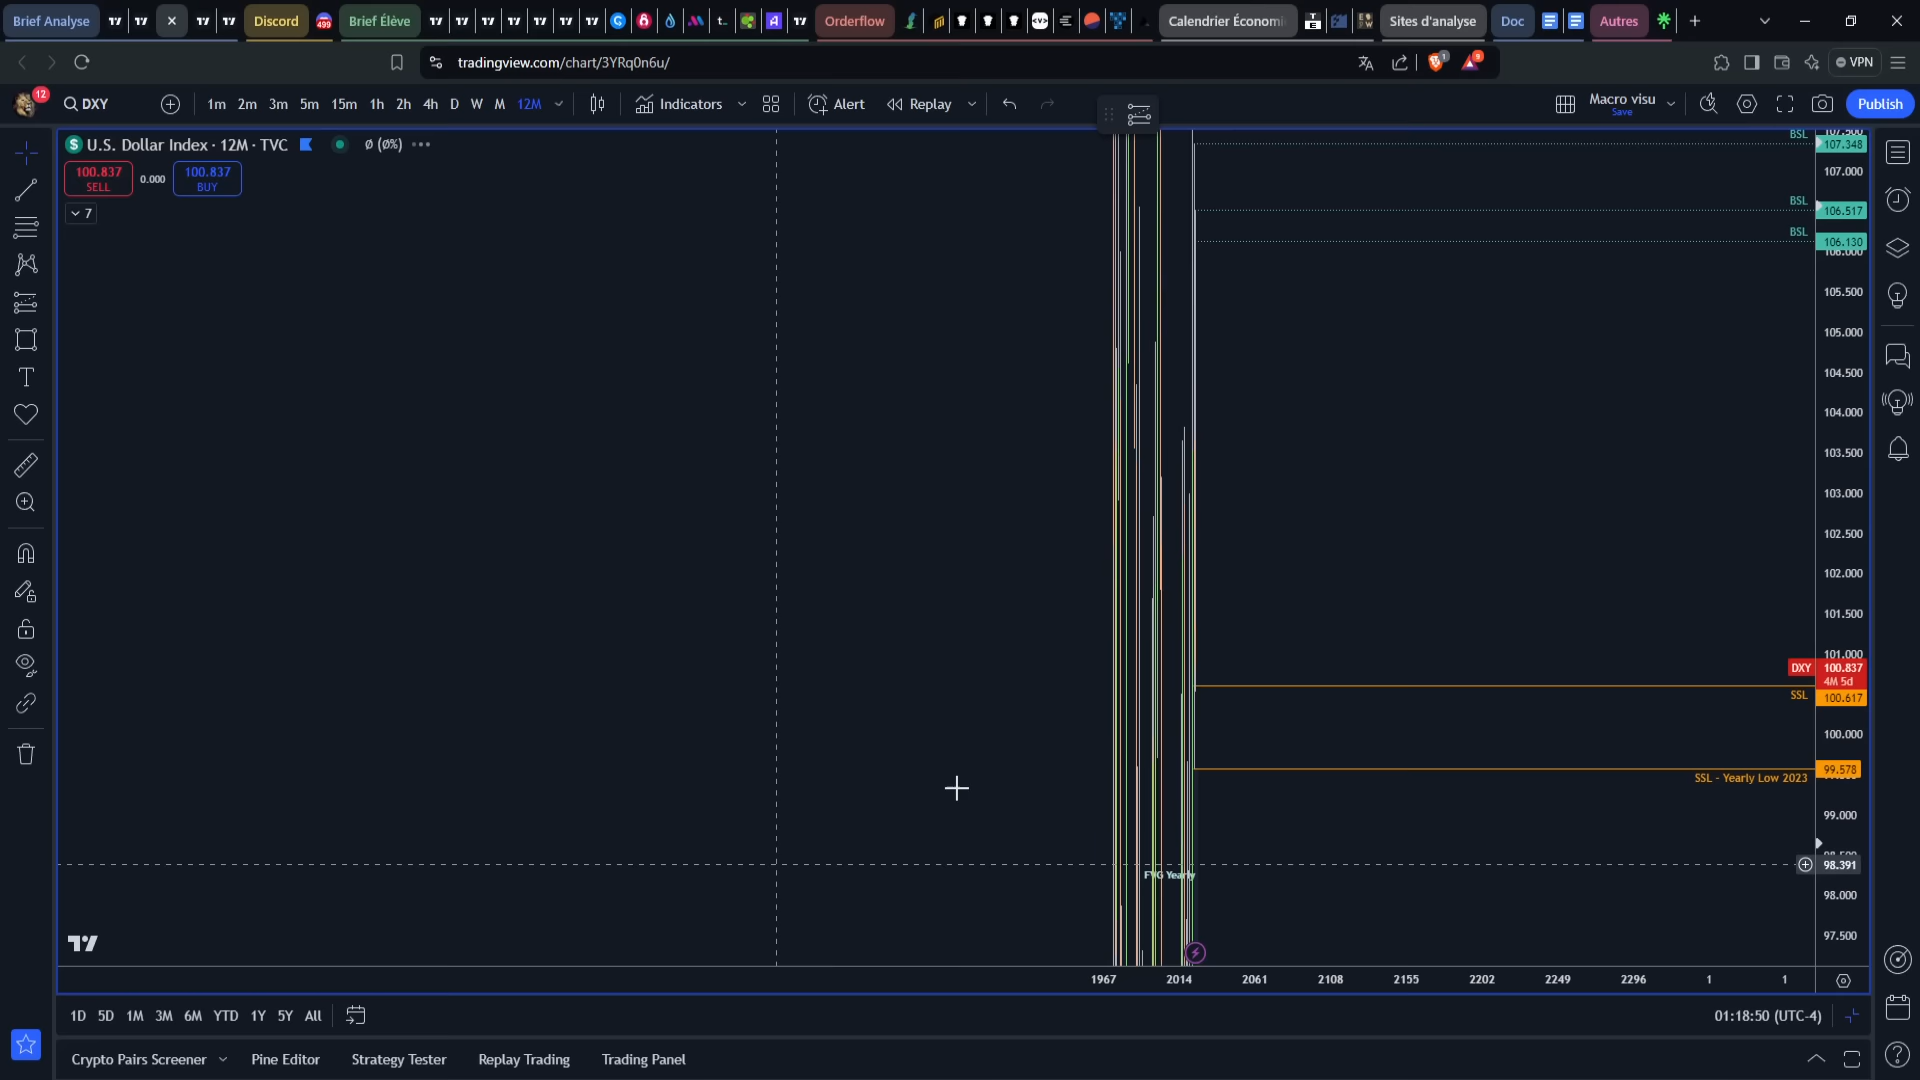 Brief Analyse
Discord
499
Brief Élève
t..
Orderflow
Calendrier Économi
Sites d'analyse
Doc
Autres
tradingview.com/chart/3YRq0n6u/
1
9
VPN
12
DXY
1m 2m 3m 5m 15m 1h 2h 4h D W M 12M
Indicators
Alert
Replay
Macro visu
Save
Publish
$ U.S. Dollar Index · 12M · TVC
Ø (Ø%)
100.837
SELL
0.000
100.837
BUY
7
BSL 107.348
107.000
BSL 106.517
BSL 106.130
105.500
105.000
104.500
104.000
103.500
103.000
102.500
102.000
101.500
101.000
DXY 100.837
4M 5d
SSL 100.617
100.000
99.578
SSL - Yearly Low 2023
99.000
98.391
FVG Yearly
98.000
97.500
1967 2014 2061 2108 2155 2202 2249 2296 1 1
1D 5D 1M 3M 6M YTD 1Y 5Y All
01:18:50 (UTC-4)
Crypto Pairs Screener
Pine Editor
Strategy Tester
Replay Trading
Trading Panel